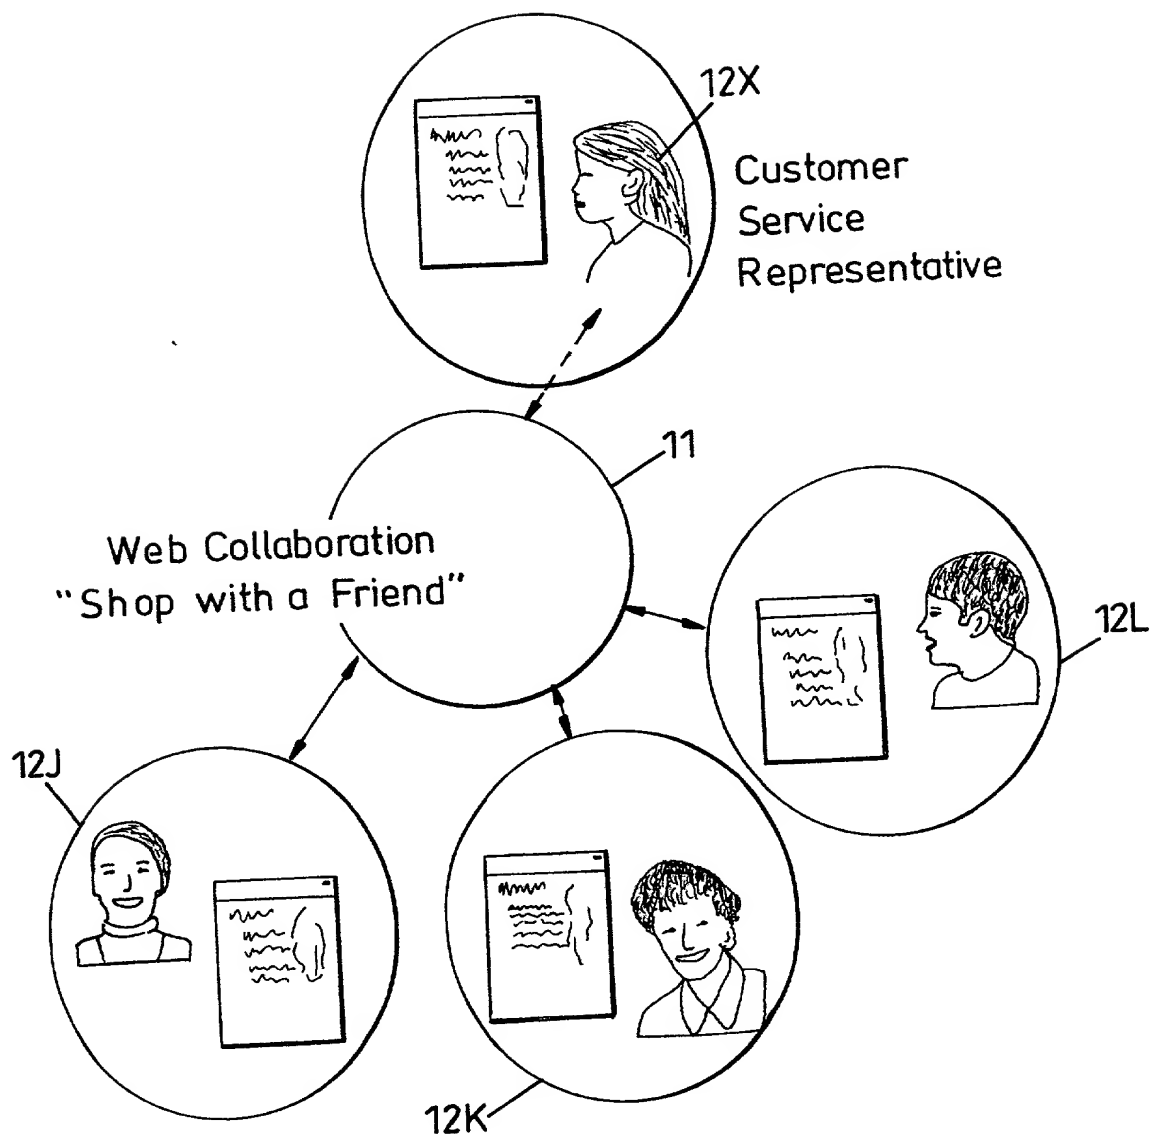 12X
Customer
Service
Representative
11
Web Collaboration
"Shop with a Friend"
12L
12J
12K